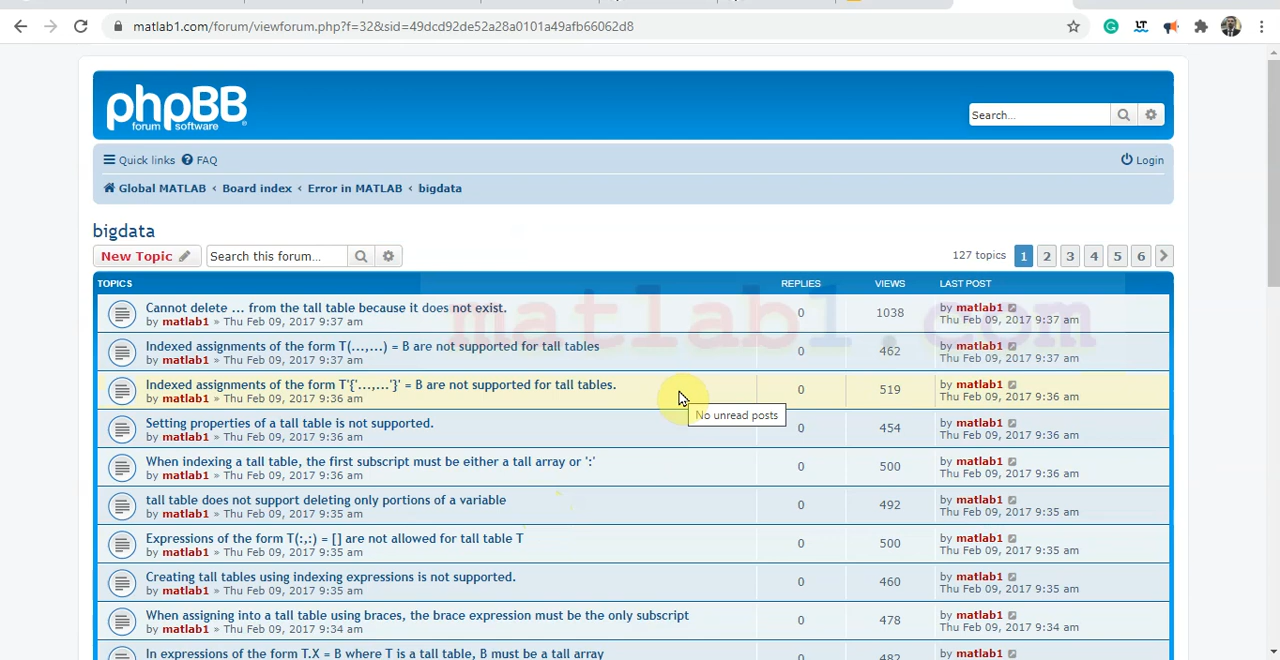 matlab1.com/forum/viewforum.php?f=32&sid=49dcd92de52a28a0101a49afb66062d8
phpBB
forum software
Search...
Quick links FAQ
Login
Global MATLAB ‹ Board index ‹ Error in MATLAB ‹ bigdata
bigdata
New Topic Search this forum...
127 topics 1 2 3 4 5 6
TOPICS REPLIES VIEWS LAST POST
Cannot delete ... from the tall table because it does not exist.
by matlab1 » Thu Feb 09, 2017 9:37 am
0 1038
by matlab1
Thu Feb 09, 2017 9:37 am
matlab1.com
Indexed assignments of the form T(...,...) = B are not supported for tall tables
by matlab1 » Thu Feb 09, 2017 9:37 am
0 462
by matlab1
Thu Feb 09, 2017 9:37 am
Indexed assignments of the form T'{'...,...'}' = B are not supported for tall tables.
by matlab1 » Thu Feb 09, 2017 9:36 am
0 519
by matlab1
Thu Feb 09, 2017 9:36 am
No unread posts
Setting properties of a tall table is not supported.
by matlab1 » Thu Feb 09, 2017 9:36 am
0 454
by matlab1
Thu Feb 09, 2017 9:36 am
When indexing a tall table, the first subscript must be either a tall array or ':'
by matlab1 » Thu Feb 09, 2017 9:36 am
0 500
by matlab1
Thu Feb 09, 2017 9:36 am
tall table does not support deleting only portions of a variable
by matlab1 » Thu Feb 09, 2017 9:35 am
0 492
by matlab1
Thu Feb 09, 2017 9:35 am
Expressions of the form T(:,:) = [] are not allowed for tall table T
by matlab1 » Thu Feb 09, 2017 9:35 am
0 500
by matlab1
Thu Feb 09, 2017 9:35 am
Creating tall tables using indexing expressions is not supported.
by matlab1 » Thu Feb 09, 2017 9:35 am
0 460
by matlab1
Thu Feb 09, 2017 9:35 am
When assigning into a tall table using braces, the brace expression must be the only subscript
by matlab1 » Thu Feb 09, 2017 9:34 am
0 478
by matlab1
Thu Feb 09, 2017 9:34 am
In expressions of the form T.X = B where T is a tall table, B must be a tall array
0 482
by matlab1